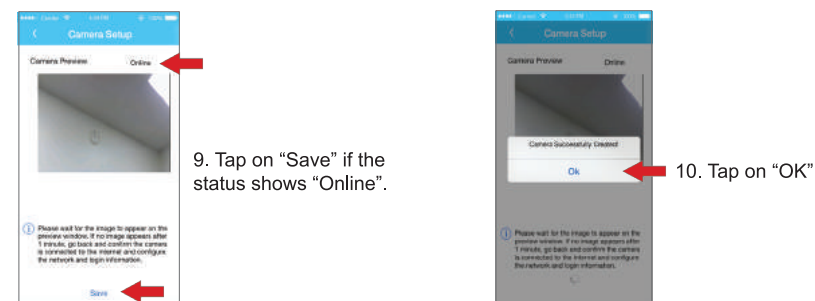 Camera Setup
Camera Preview Online
Please wait for the image to appear on the
preview window. If no image appears after
1 minute, go back and confirm the camera
is connected to the internet and configure
the network and login information.
Save
9. Tap on “Save” if the
status shows “Online”.
Camera Setup
Camera Preview Online
Camera Successfully Created!
Ok
Please wait for the image to appear on the
preview window. If no image appears after
1 minute, go back and confirm the camera
is connected to the internet and configure
the network and login information.
10. Tap on “OK”